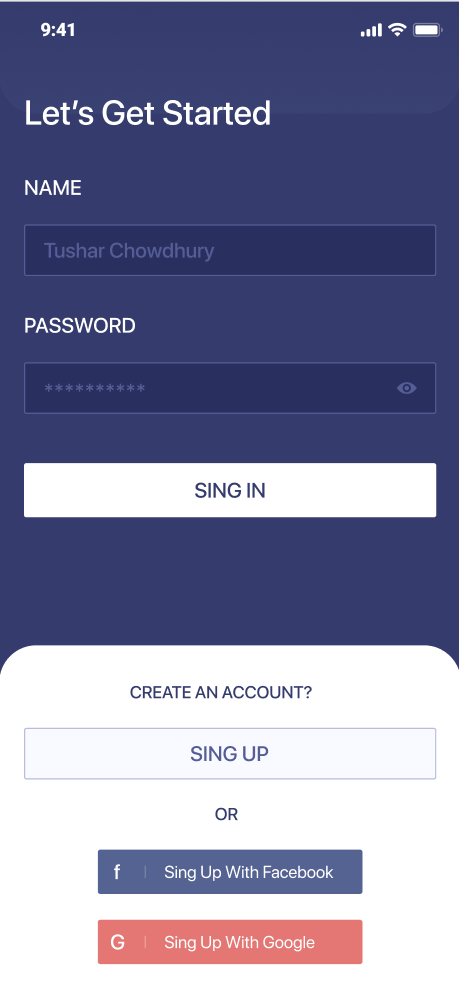 9:41
Let's Get Started
NAME
Tushar Chowdhury
PASSWORD
**********
SING IN
CREATE AN ACCOUNT?
SING UP
OR
f | Sing Up With Facebook
G | Sing Up With Google